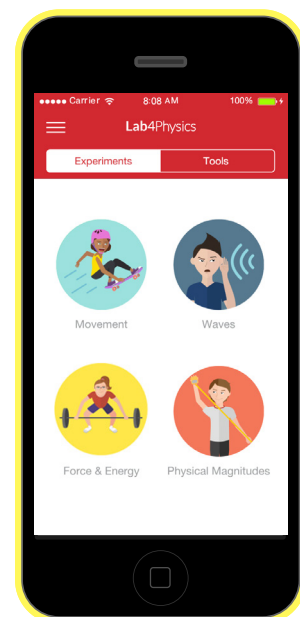 Carrier 8:08 AM 100%
Lab4Physics
Experiments Tools
Movement Waves
Force & Energy Physical Magnitudes